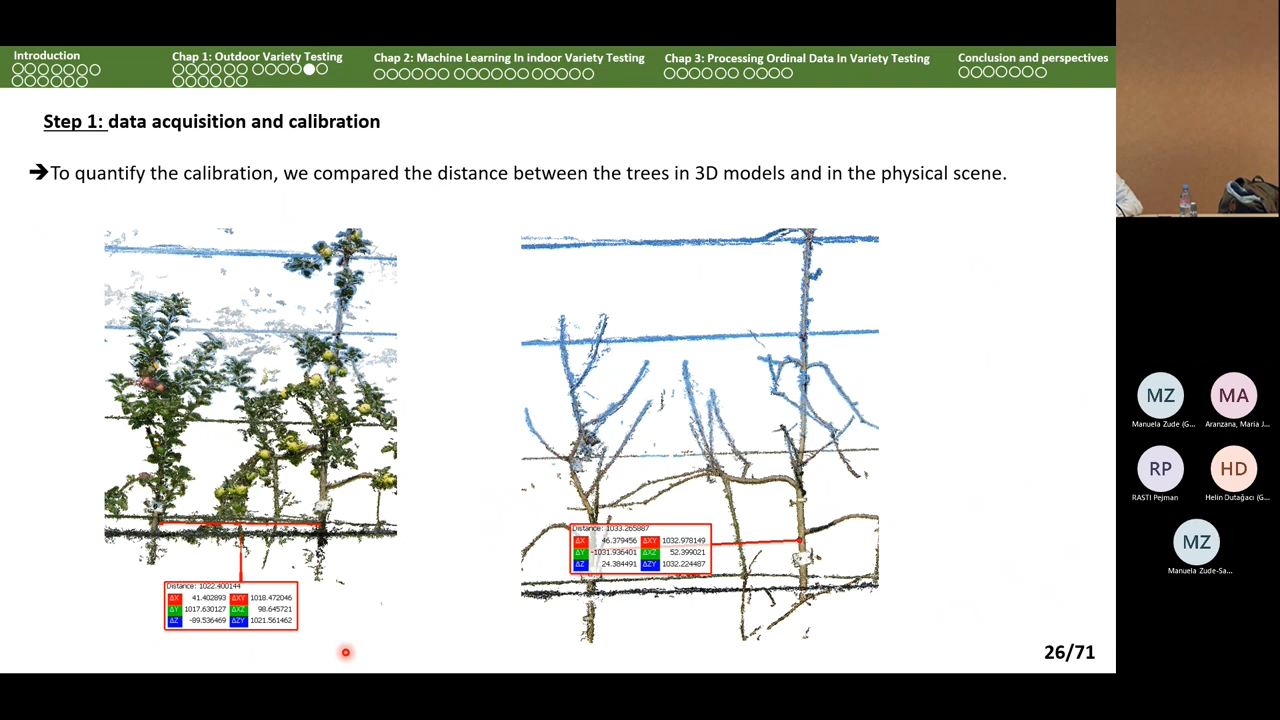 Introduction
Chap 1: Outdoor Variety Testing
Chap 2: Machine Learning In indoor Variety Testing
Chap 3: Processing Ordinal Data In Variety Testing
Conclusion and perspectives
Step 1: data acquisition and calibration
➔To quantify the calibration, we compared the distance between the trees in 3D models and in the physical scene.
Distance: 1022.400144
ΔX 41.402893 ΔXY 1018.472046
ΔY 1017.630127 ΔXZ 98.645721
ΔZ -89.536469 ΔZY 1021.561462
Distance: 1033.265887
ΔX 46.379456 ΔXY 1032.978149
ΔY -1031.936401 ΔXZ 52.399021
ΔZ 24.384491 ΔZY 1032.224487
26/71
MZ
Manuela Zude (G...
MA
Aranzana, Maria J...
RP
RASTI Pejman
HD
Helin Dutağacı (G...
MZ
Manuela Zude-Sa...